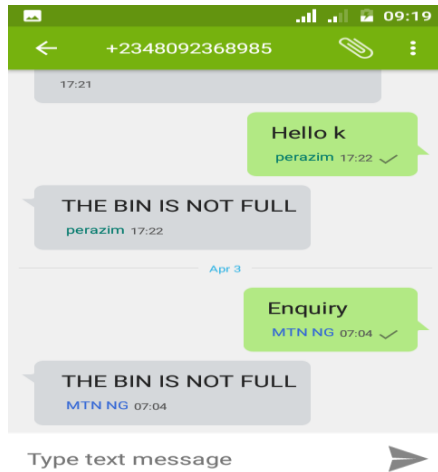 09:19
+2348092368985
17:21
Hello k
perazim 17:22
THE BIN IS NOT FULL
perazim 17:22
Apr 3
Enquiry
MTN NG 07:04
THE BIN IS NOT FULL
MTN NG 07:04
Type text message